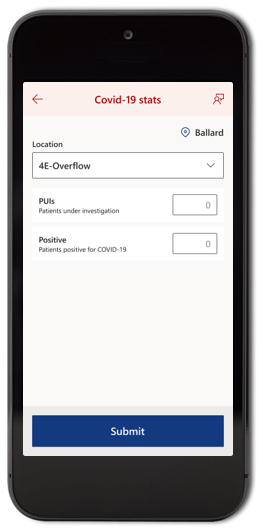 Covid-19 stats
Ballard
Location
4E-Overflow
PUIs
Patients under investigation
0
Positive
Patients positive for COVID-19
0
Submit